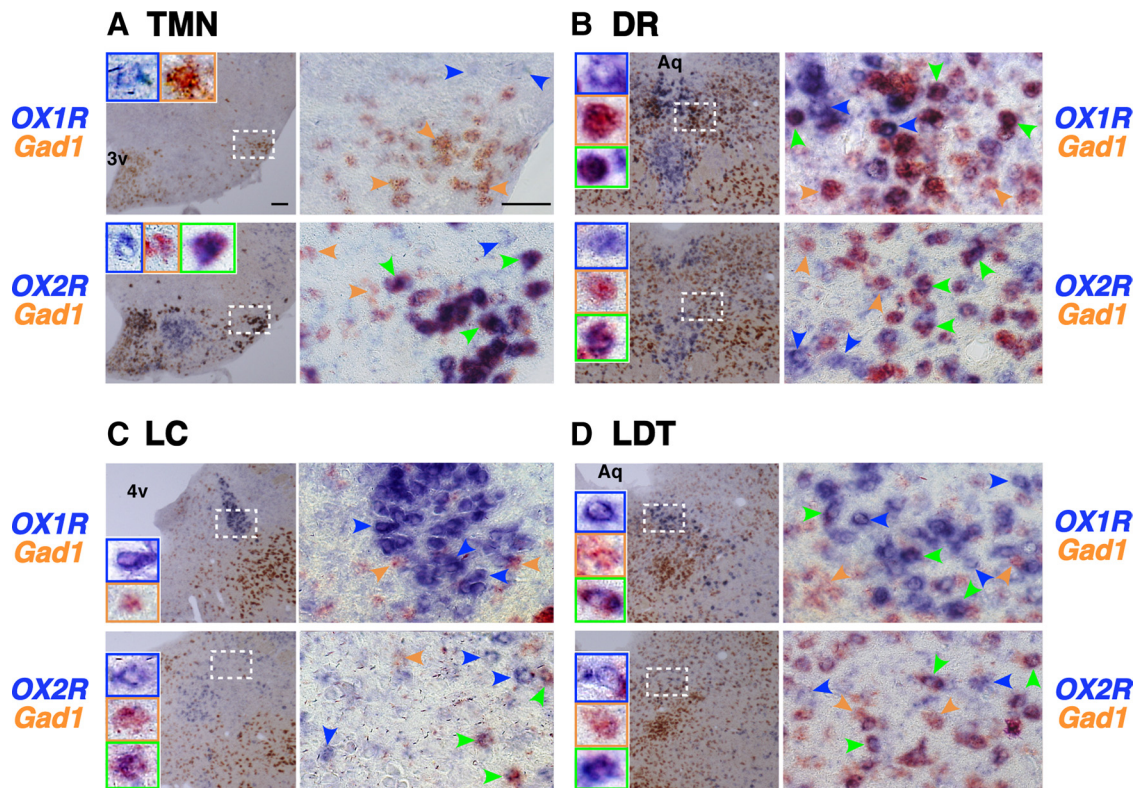 A TMN
B DR
OX1R
Gad1
3v
Aq
OX1R
Gad1
OX2R
Gad1
OX2R
Gad1
C LC
D LDT
OX1R
Gad1
4v
Aq
OX1R
Gad1
OX2R
Gad1
OX2R
Gad1